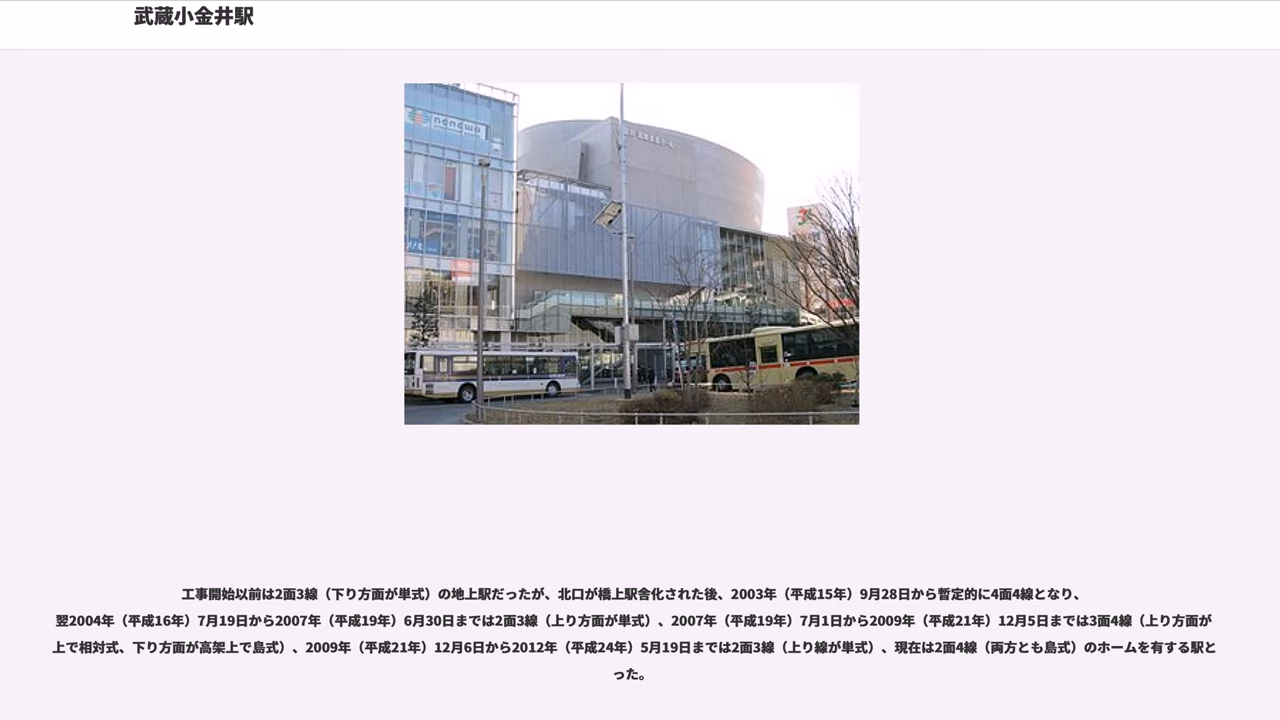 武蔵小金井駅
nonowa
工事開始以前は2面3線（下り方面が単式）の地上駅だったが、北口が橋上駅舎化された後、2003年（平成15年）9月28日から暫定的に4面4線となり、
翌2004年（平成16年）7月19日から2007年（平成19年）6月30日までは2面3線（上り方面が単式）、2007年（平成19年）7月1日から2009年（平成21年）12月5日までは3面4線（上り方面が地
上で相対式、下り方面が高架上で島式）、2009年（平成21年）12月6日から2012年（平成24年）5月19日までは2面3線（上り線が単式）、現在は2面4線（両方とも島式）のホームを有する駅と
った。